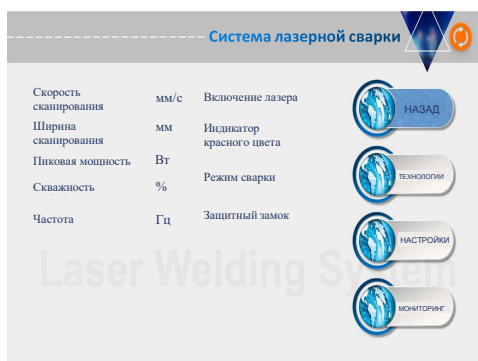 Система лазерной сварки
Скорость
сканирования
мм/с
Включение лазера
Ширина
сканирования
мм
Индикатор
красного цвета
Пиковая мощность
Вт
Режим сварки
Скважность
%
Частота
Гц
Защитный замок
НАЗАД
ТЕХНОЛОГИИ
НАСТРОЙКИ
МОНИТОРИНГ
Laser Welding System